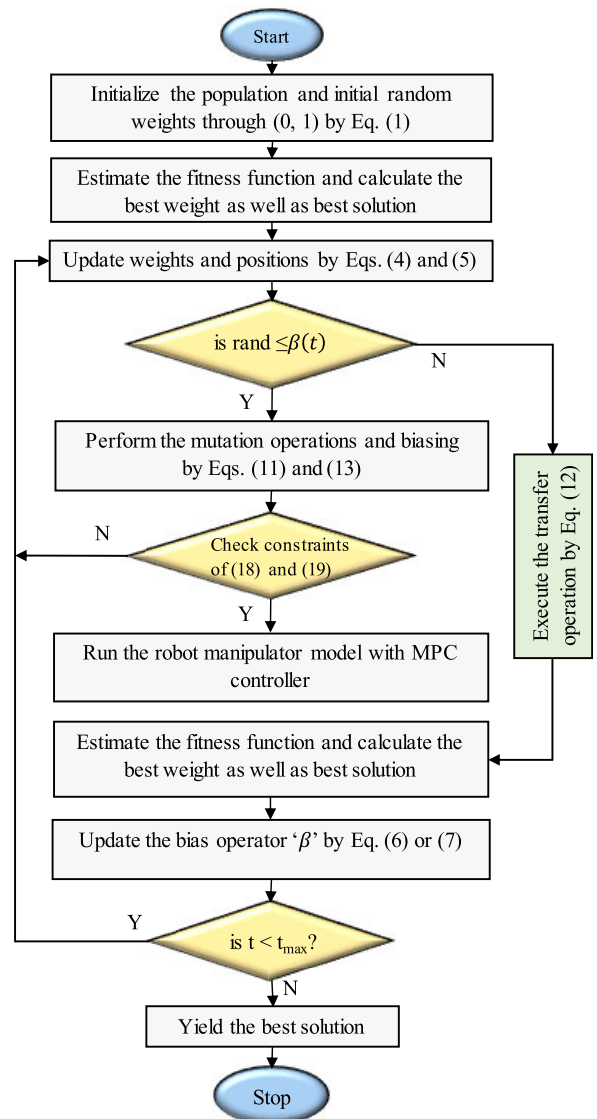 Start
Initialize the population and initial random
weights through (0, 1) by Eq. (1)
Estimate the fitness function and calculate the
best weight as well as best solution
Update weights and positions by Eqs. (4) and (5)
is rand ≤β(t)
N
Y
Perform the mutation operations and biasing
by Eqs. (11) and (13)
Execute the transfer
operation by Eq. (12)
N
Check constraints
of (18) and (19)
Y
Run the robot manipulator model with MPC
controller
Estimate the fitness function and calculate the
best weight as well as best solution
Update the bias operator ‘β’ by Eq. (6) or (7)
Y
is t < tmax?
N
Yield the best solution
Stop